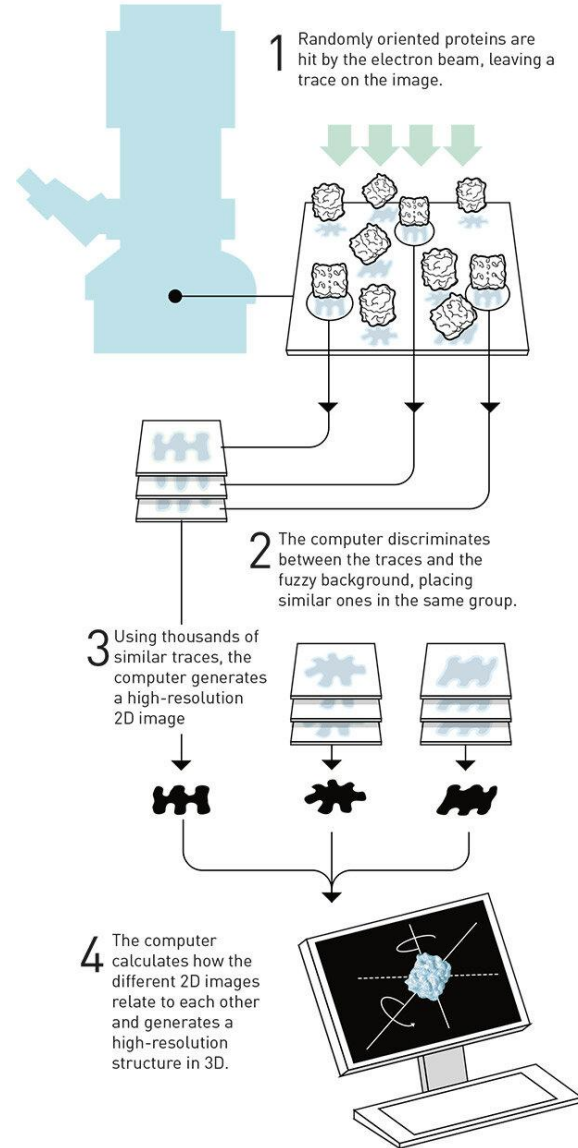 1 Randomly oriented proteins are
hit by the electron beam, leaving a
trace on the image.
2 The computer discriminates
between the traces and the
fuzzy background, placing
similar ones in the same group.
3 Using thousands of
similar traces, the
computer generates
a high-resolution
2D image
4 The computer
calculates how the
different 2D images
relate to each other
and generates a
high-resolution
structure in 3D.